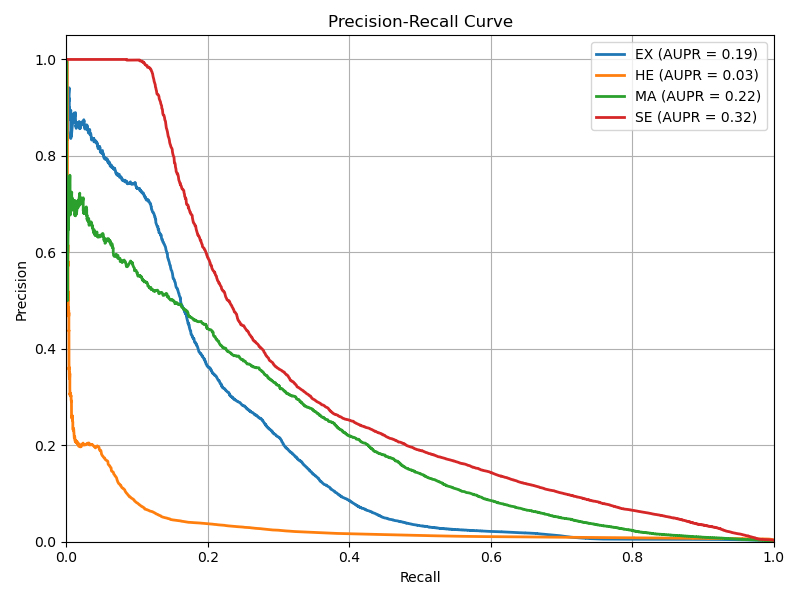 Precision-Recall Curve
EX (AUPR = 0.19)
HE (AUPR = 0.03)
MA (AUPR = 0.22)
SE (AUPR = 0.32)
Precision
1.0
0.8
0.6
0.4
0.2
0.0
0.0 0.2 0.4 0.6 0.8 1.0
Recall